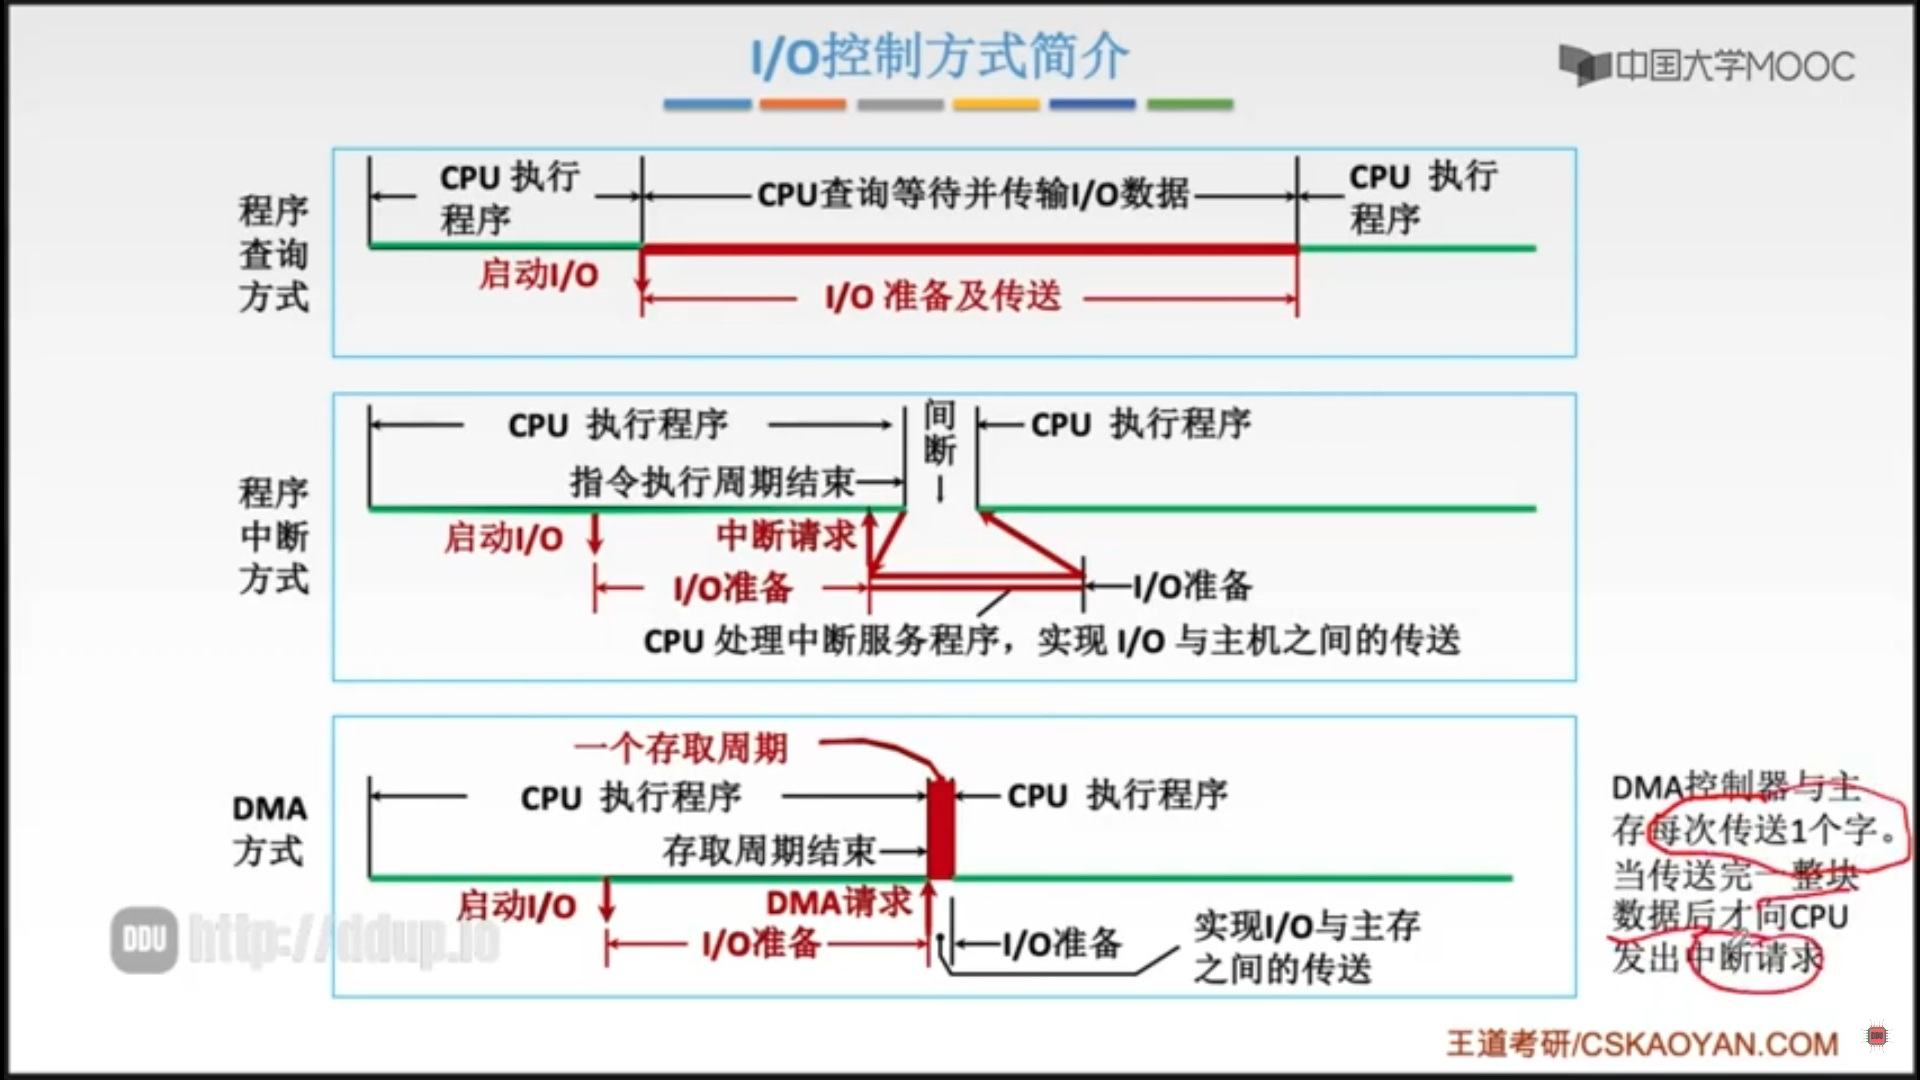 I/O控制方式简介
中国大学MOOC
程序
查询
方式
CPU 执行
程序
CPU查询等待并传输I/O数据
CPU 执行
程序
启动I/O
I/O 准备及传送
程序
中断
方式
CPU 执行程序
间
断
CPU 执行程序
指令执行周期结束
启动I/O
中断请求
I/O准备
I/O准备
CPU 处理中断服务程序，实现 I/O 与主机之间的传送
DMA
方式
一个存取周期
CPU 执行程序
CPU 执行程序
存取周期结束
启动I/O
DMA请求
I/O准备
I/O准备
实现I/O与主存
之间的传送
DMA控制器与主
存每次传送1个字。
当传送完一整块
数据后才向CPU
发出中断请求
DDU http://ddup.io
王道考研/CSKAOYAN.COM
DDU